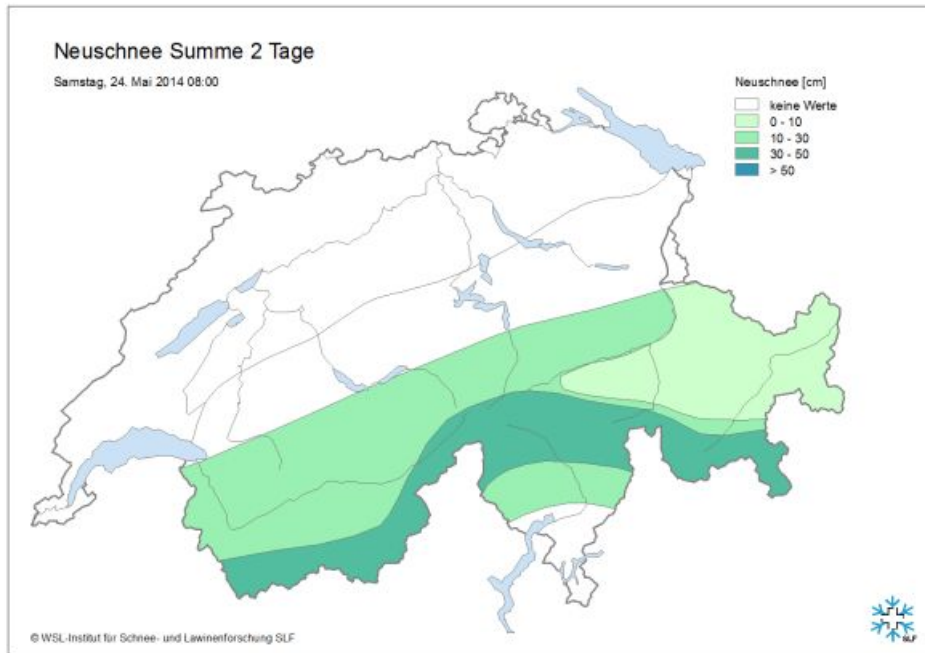 Neuschnee Summe 2 Tage
Samstag, 24. Mai 2014 08:00
Neuschnee [cm]
keine Werte
0 - 10
10 - 30
30 - 50
> 50
© WSL-Institut für Schnee- und Lawinenforschung SLF
SLF